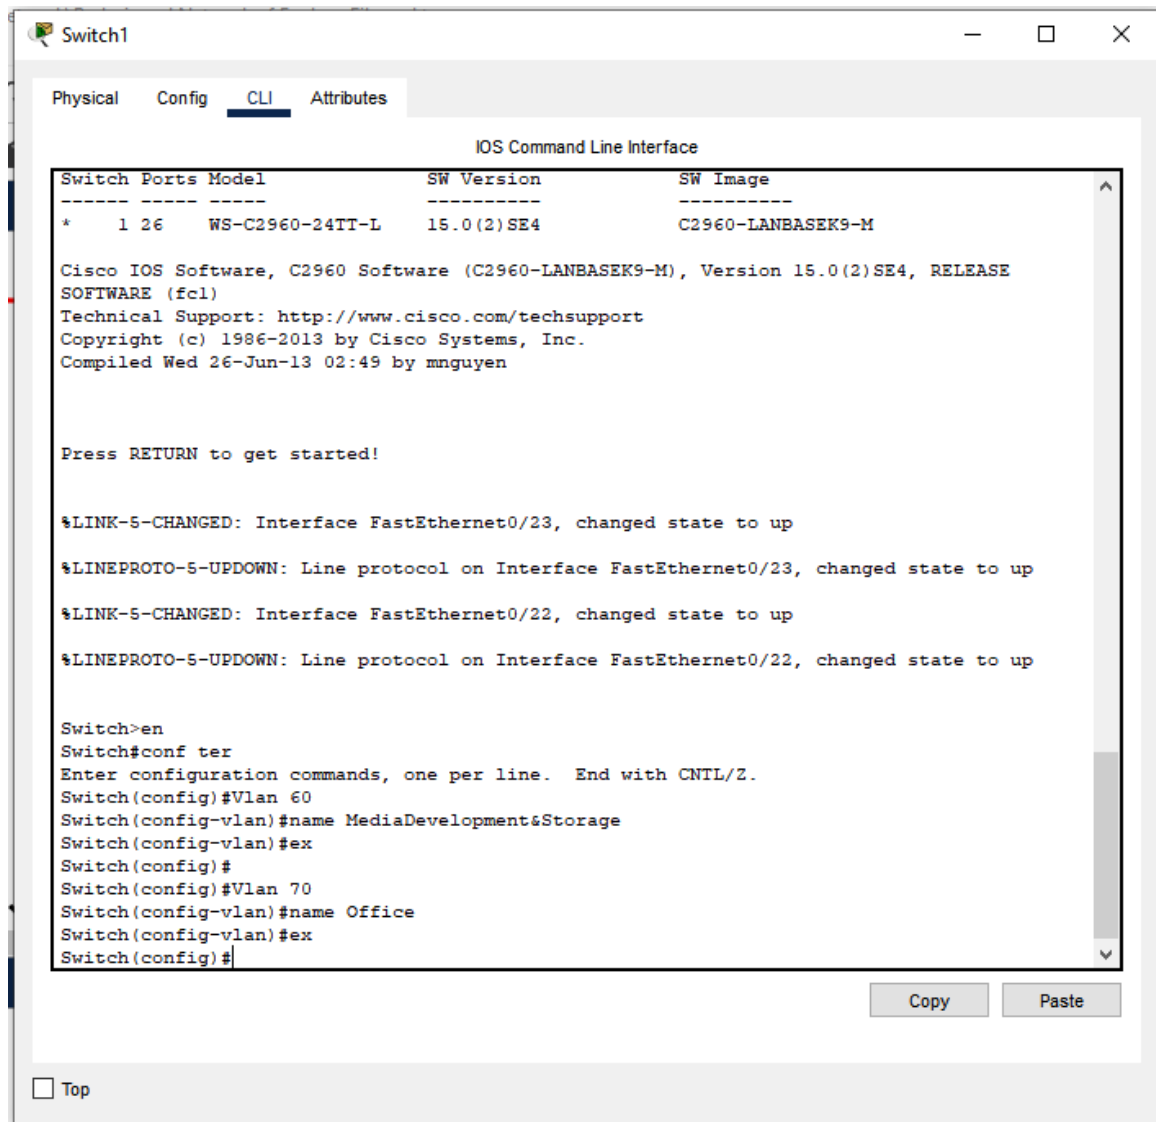 Switch1
Physical Config CLI Attributes
IOS Command Line Interface
Switch Ports Model SW Version SW Image
------ ----- ----- ---------- ----------
* 1 26 WS-C2960-24TT-L 15.0(2)SE4 C2960-LANBASEK9-M
Cisco IOS Software, C2960 Software (C2960-LANBASEK9-M), Version 15.0(2)SE4, RELEASE
SOFTWARE (fc1)
Technical Support: http://www.cisco.com/techsupport
Copyright (c) 1986-2013 by Cisco Systems, Inc.
Compiled Wed 26-Jun-13 02:49 by mnguyen
Press RETURN to get started!
%LINK-5-CHANGED: Interface FastEthernet0/23, changed state to up
%LINEPROTO-5-UPDOWN: Line protocol on Interface FastEthernet0/23, changed state to up
%LINK-5-CHANGED: Interface FastEthernet0/22, changed state to up
%LINEPROTO-5-UPDOWN: Line protocol on Interface FastEthernet0/22, changed state to up
Switch>en
Switch#conf ter
Enter configuration commands, one per line. End with CNTL/Z.
Switch(config)#Vlan 60
Switch(config-vlan)#name MediaDevelopment&Storage
Switch(config-vlan)#ex
Switch(config)#
Switch(config)#Vlan 70
Switch(config-vlan)#name Office
Switch(config-vlan)#ex
Switch(config)#
Copy Paste
Top